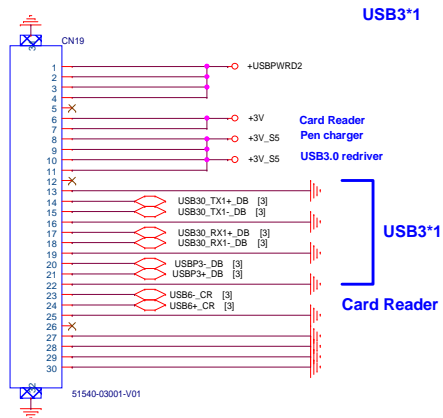 USB3*1
CN19
1
+USBPWRD2
2
3
4
5
6
+3V
Card Reader
7
Pen charger
8
+3V_S5
9
10
+3V_S5
USB3.0 redriver
11
12
13
14
USB30_TX1+_DB [3]
15
USB30_TX1-_DB [3]
16
17
USB30_RX1+_DB [3]
USB3*1
18
USB30_RX1-_DB [3]
19
20
USBP3-_DB [3]
21
USBP3+_DB [3]
22
23
USB6-_CR [3]
24
USB6+_CR [3]
Card Reader
25
26
27
28
29
30
51540-03001-V01